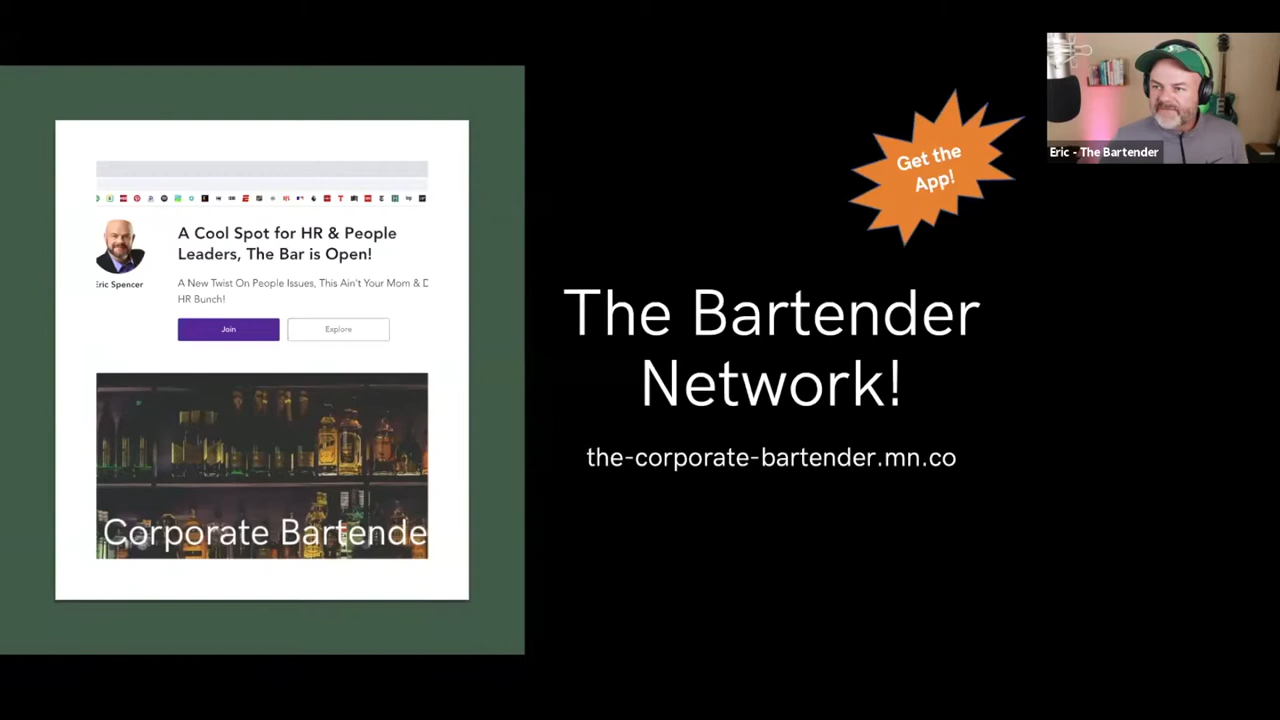 A Cool Spot for HR & People
Leaders, The Bar is Open!
Eric Spencer
A New Twist On People Issues, This Ain't Your Mom & D
HR Bunch!
Join
Explore
Corporate Bartende
Get the
App!
The Bartender
Network!
the-corporate-bartender.mn.co
Eric - The Bartender